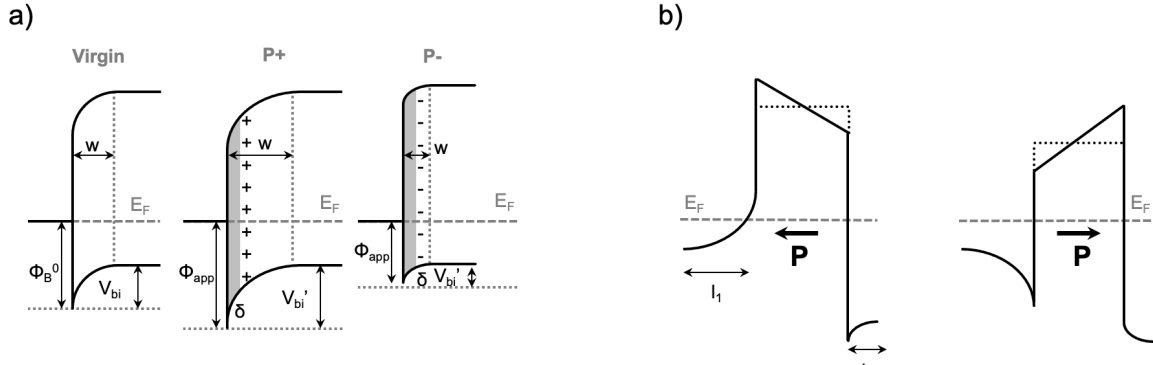 a)
Virgin
P+
P-
w
E_F
Φ_B^0
V_bi
+
+
+
+
+
+
+
+
w
E_F
Φ_app
δ
V_bi'
-
-
-
-
-
-
-
w
E_F
Φ_app
δ V_bi'
b)
E_F
P
l_1
E_F
P